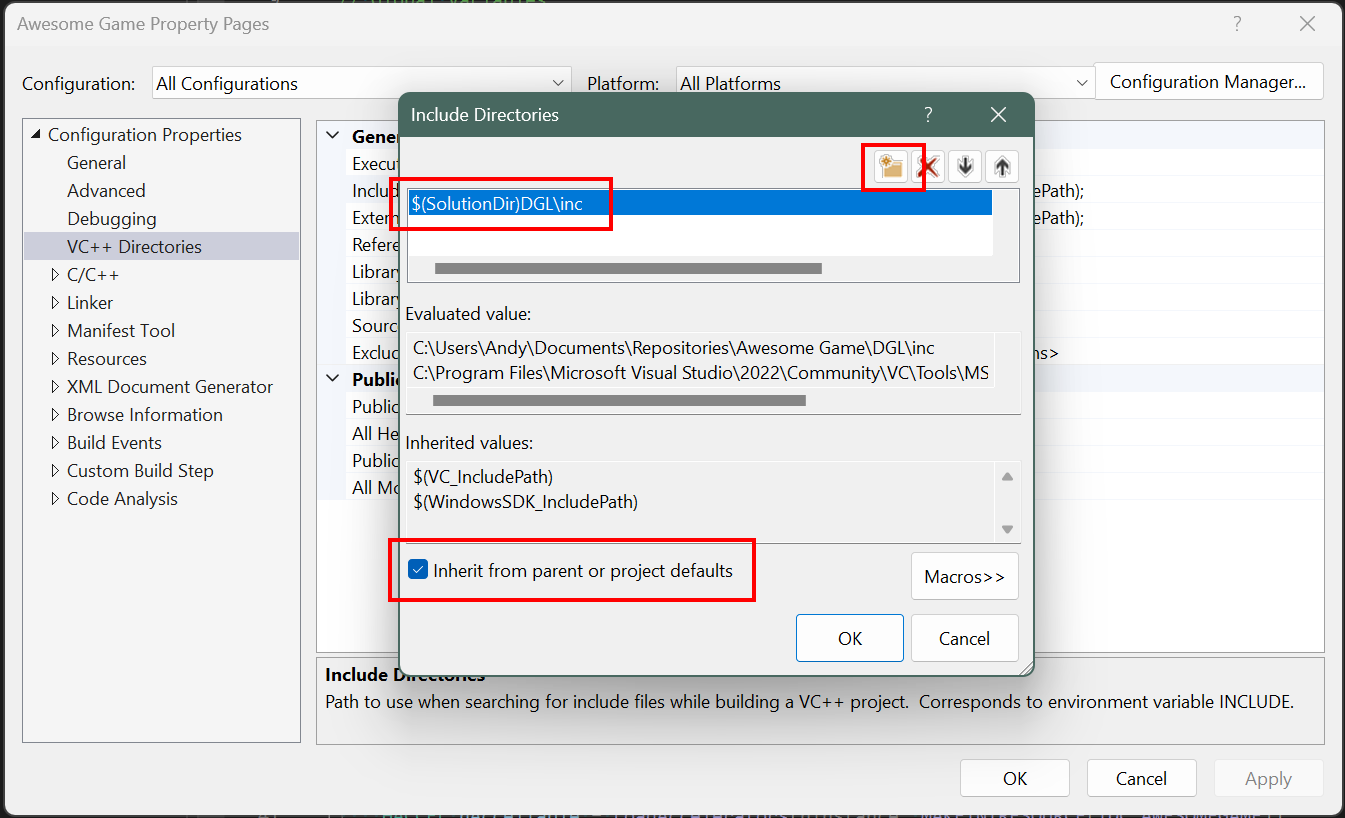 Awesome Game Property Pages
Configuration:
All Configurations
Platform:
All Platforms
Configuration Manager...
Configuration Properties
General
Advanced
Debugging
VC++ Directories
C/C++
Linker
Manifest Tool
Resources
XML Document Generator
Browse Information
Build Events
Custom Build Step
Code Analysis
Gene
Execu
Includ
Extern
Refere
Library
Library
Sourc
Exclud
Public
Public
All He
Public
All Mo
ePath);
ePath);
ns>
Include Directories
?
$(SolutionDir)DGL\inc
Evaluated value:
C:\Users\Andy\Documents\Repositories\Awesome Game\DGL\inc
C:\Program Files\Microsoft Visual Studio\2022\Community\VC\Tools\MS
Inherited values:
$(VC_IncludePath)
$(WindowsSDK_IncludePath)
Inherit from parent or project defaults
Macros>>
OK
Cancel
Include Directories
Path to use when searching for include files while building a VC++ project.  Corresponds to environment variable INCLUDE.
OK
Cancel
Apply